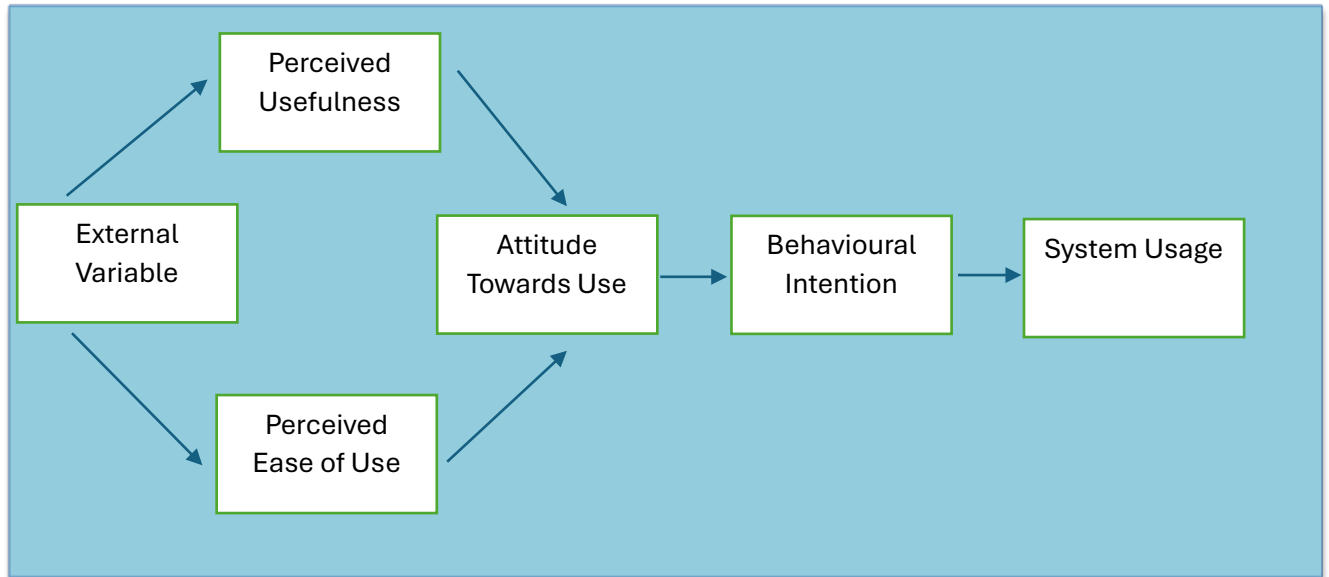 Perceived
Usefulness
External
Variable
Attitude
Towards Use
Behavioural
Intention
System Usage
Perceived
Ease of Use